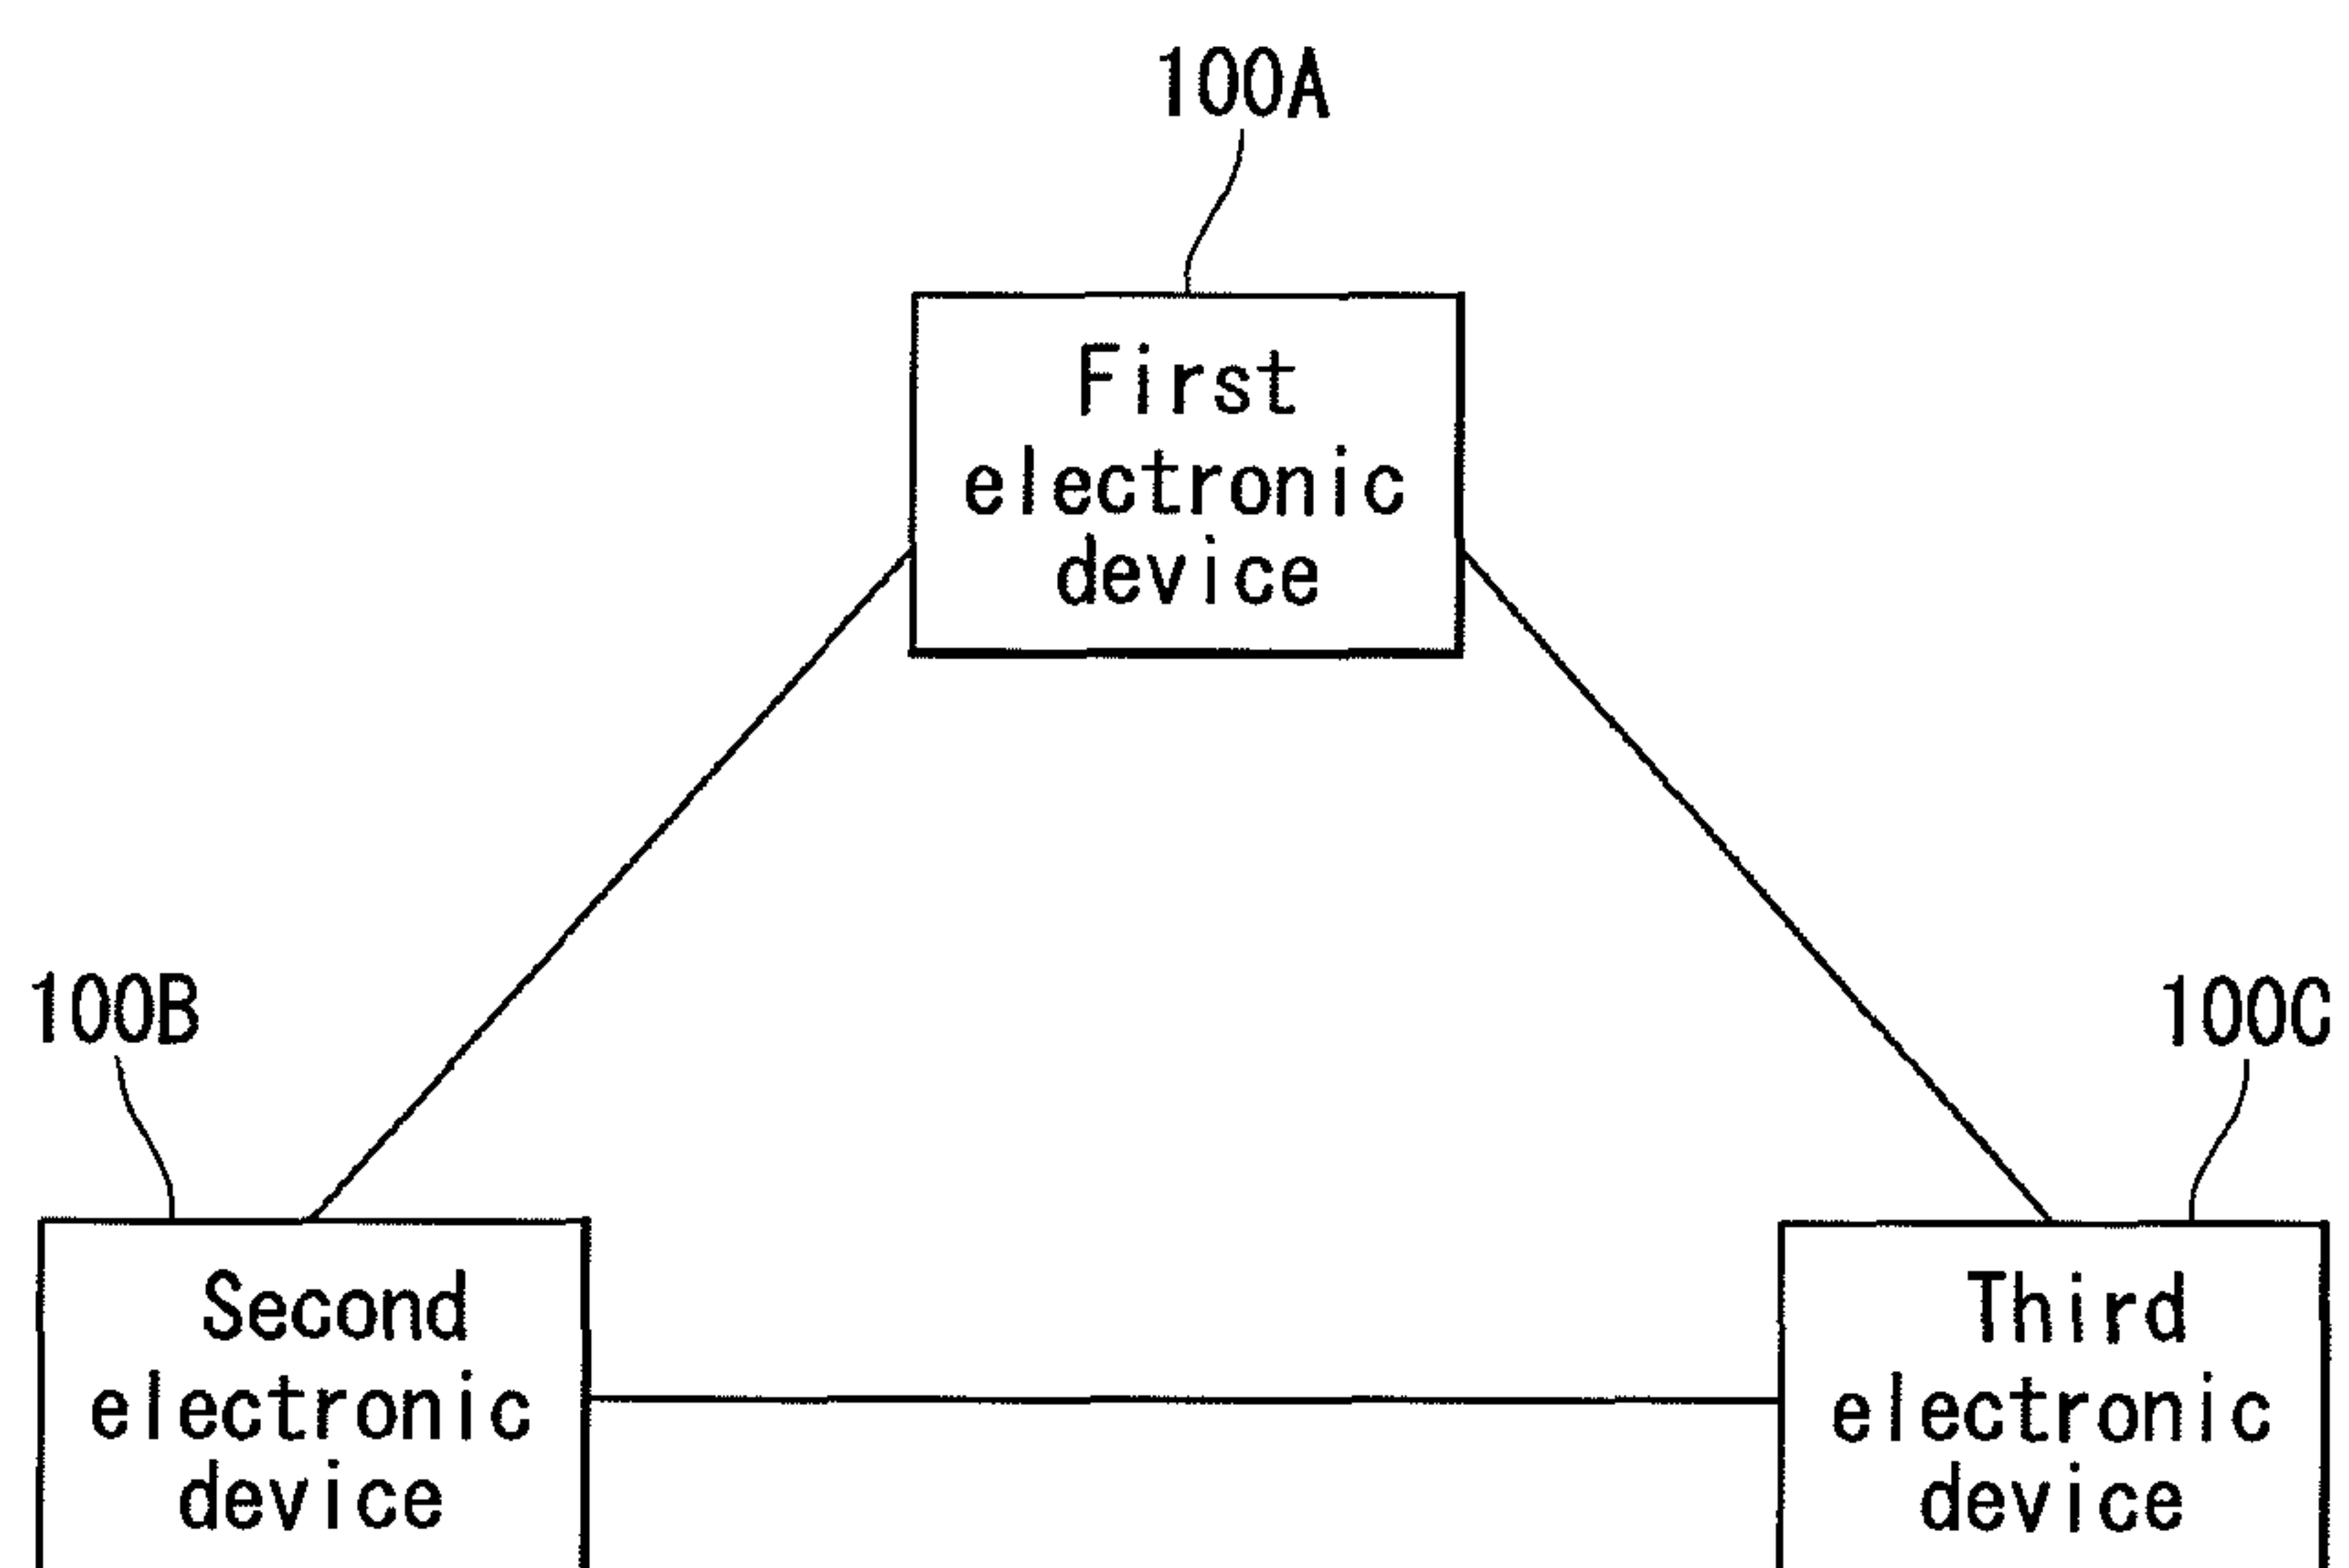 100A
First
electronic
device
100B
100C
Second
electronic
device
Third
electronic
device